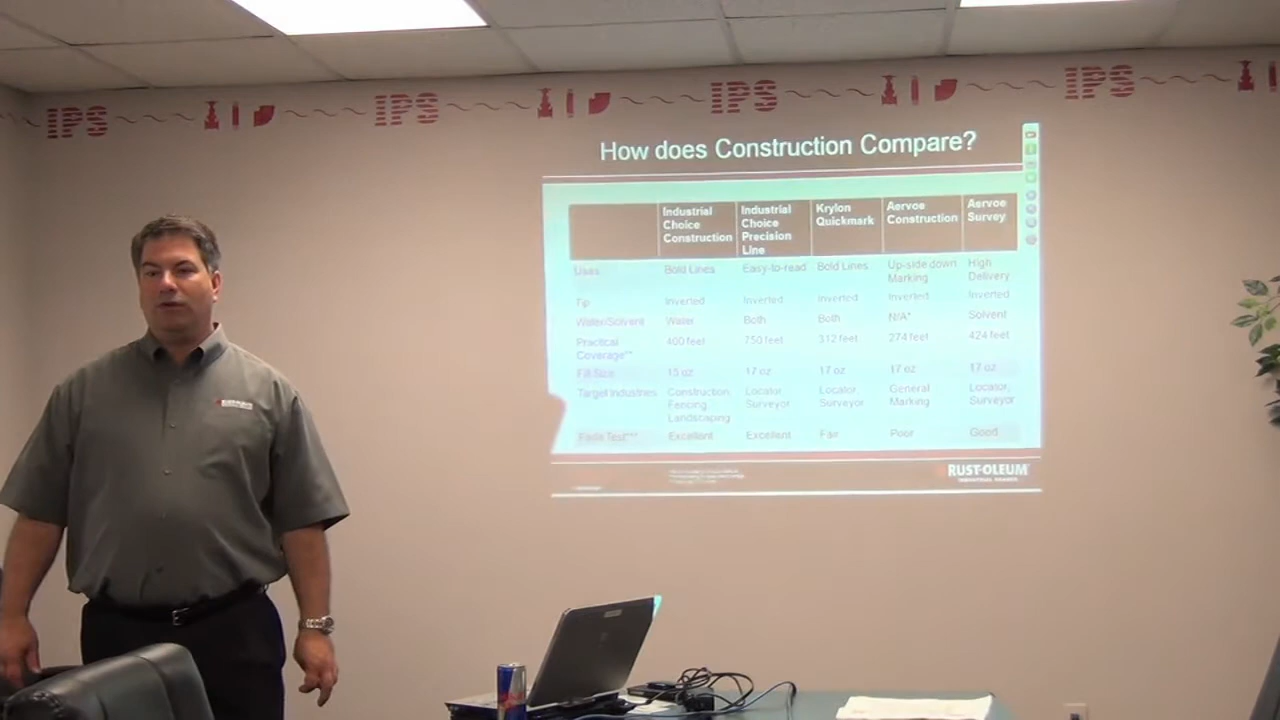 IPS IPS IPS IPS
How does Construction Compare?
Industrial Choice Construction Industrial Choice Precision Line Krylon Quickmark Aervoe Construction Aervoe Survey
Uses Bold Lines Easy-to-read Bold Lines Up-side down Marking High Delivery
Tip Inverted Inverted Inverted Inverted Inverted
Water/Solvent Water Both Both N/A* Solvent
Practical Coverage** 400 feet 750 feet 312 feet 274 feet 424 feet
Fill Size 15 oz 17 oz 17 oz 17 oz 17 oz
Target Industries Construction, Fencing, Landscaping Locator, Surveyor Locator, Surveyor General Marking Locator, Surveyor
Fade Test*** Excellent Excellent Fair Poor Good
RUST-OLEUM
INDUSTRIAL BRANDS